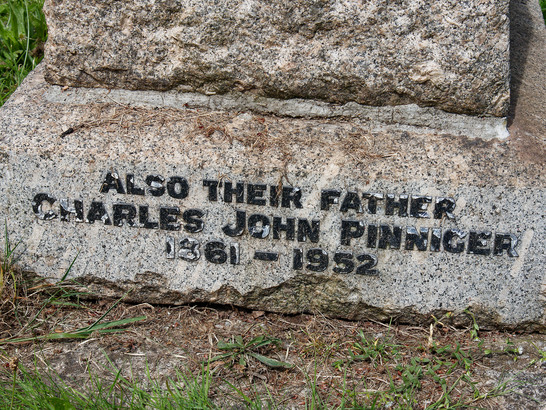 ALSO THEIR FATHER
CHARLES JOHN PINNIGER
1861 – 1952